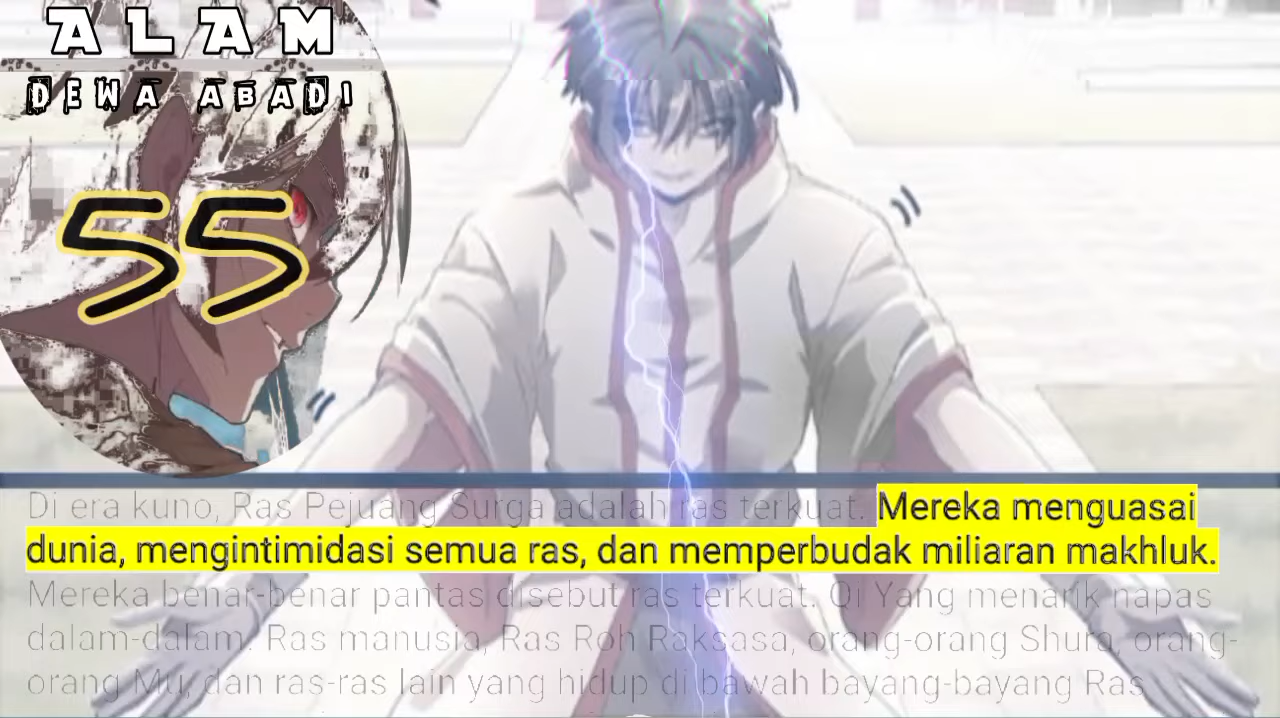 ALAM
DEWA ABADI
55
Di era kuno, Ras Pejuang Surga adalah ras terkuat. Mereka menguasai
dunia, mengintimidasi semua ras, dan memperbudak miliaran makhluk.
Mereka benar-benar pantas disebut ras terkuat. Qi Yang menarik napas
dalam-dalam. Ras manusia, Ras Roh Raksasa, orang-orang Shura, orang-
orang Mu, dan ras-ras lain yang hidup di bawah bayang-bayang Ras